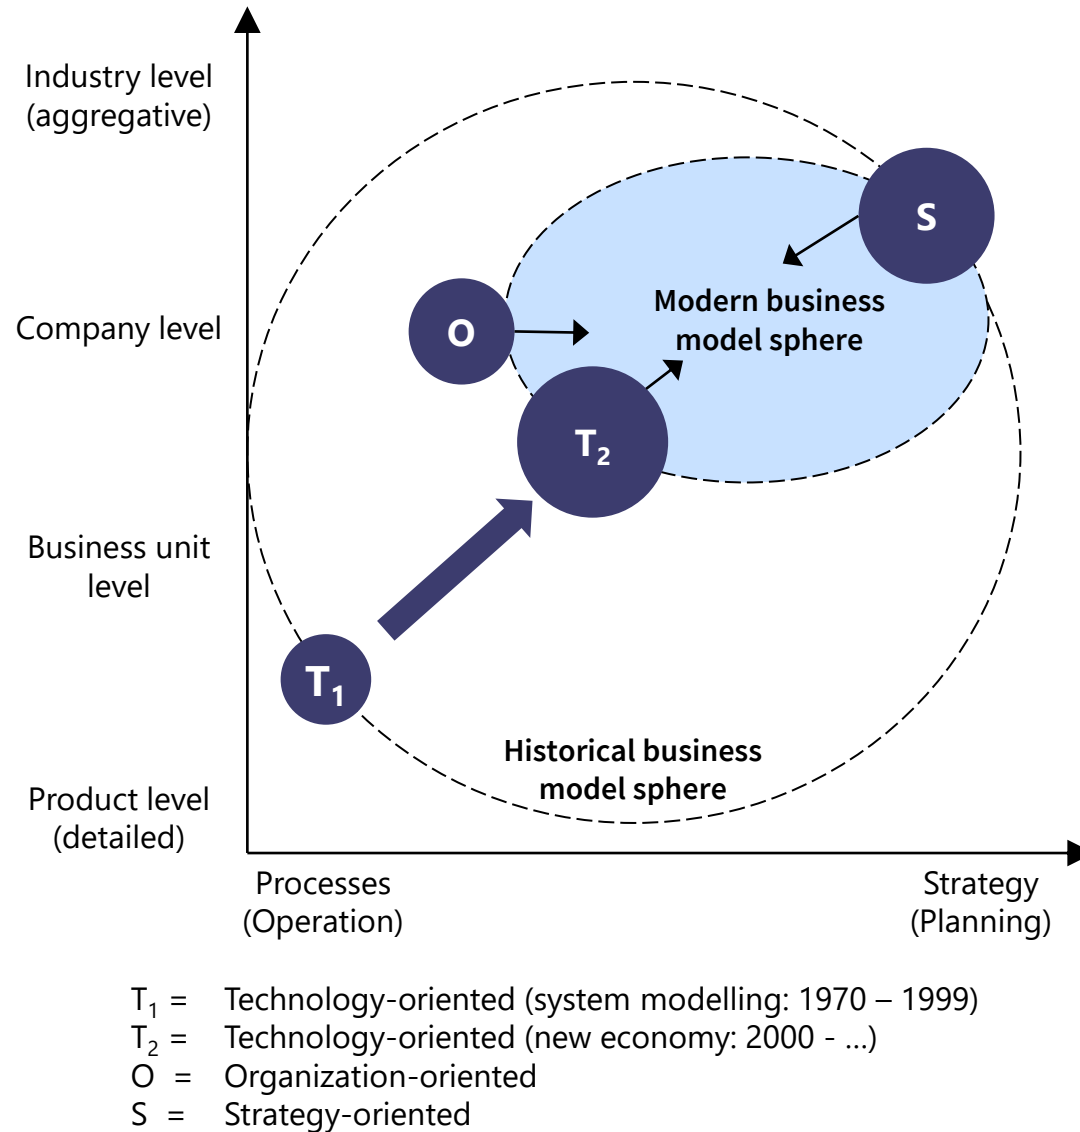 Industry level
(aggregative)
S
Modern business
model sphere
Company level
O
T₂
Business unit
level
T₁
Historical business
model sphere
Product level
(detailed)
Processes
(Operation)
Strategy
(Planning)
T₁ = Technology-oriented (system modelling: 1970 – 1999)
T₂ = Technology-oriented (new economy: 2000 - ...)
O = Organization-oriented
S = Strategy-oriented